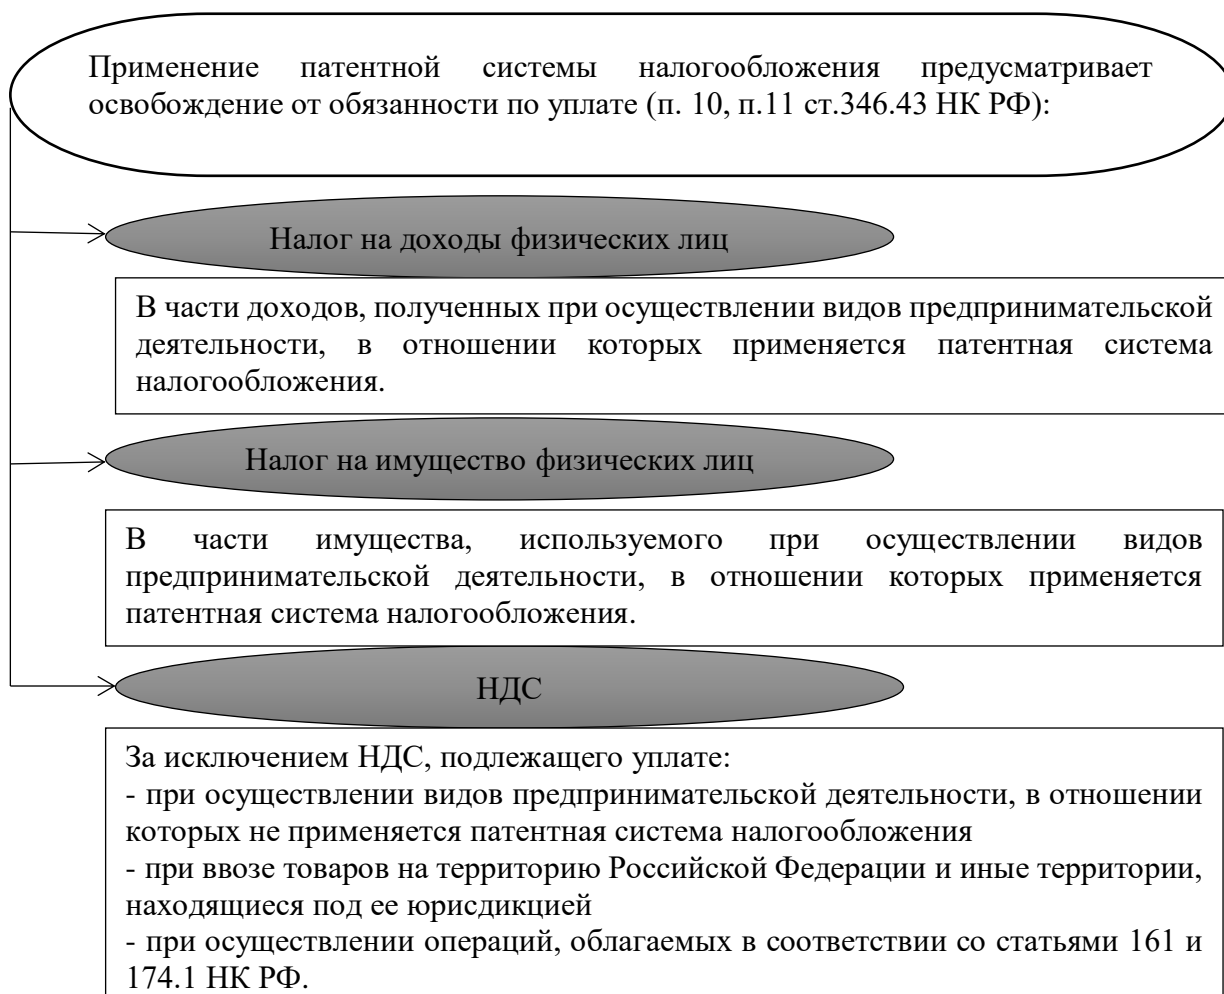 Применение патентной системы налогообложения предусматривает
освобождение от обязанности по уплате (п. 10, п.11 ст.346.43 НК РФ):
Налог на доходы физических лиц
В части доходов, полученных при осуществлении видов предпринимательской
деятельности, в отношении которых применяется патентная система
налогообложения.
Налог на имущество физических лиц
В части имущества, используемого при осуществлении видов
предпринимательской деятельности, в отношении которых применяется
патентная система налогообложения.
НДС
За исключением НДС, подлежащего уплате:
- при осуществлении видов предпринимательской деятельности, в отношении
которых не применяется патентная система налогообложения
- при ввозе товаров на территорию Российской Федерации и иные территории,
находящиеся под ее юрисдикцией
- при осуществлении операций, облагаемых в соответствии со статьями 161 и
174.1 НК РФ.